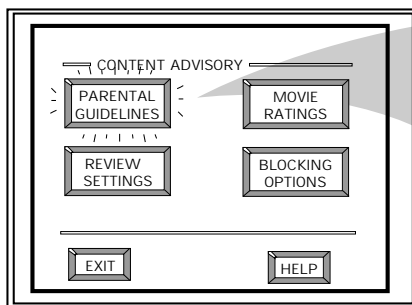 CONTENT ADVISORY
PARENTAL
GUIDELINES
MOVIE
RATINGS
REVIEW
SETTINGS
BLOCKING
OPTIONS
EXIT
HELP